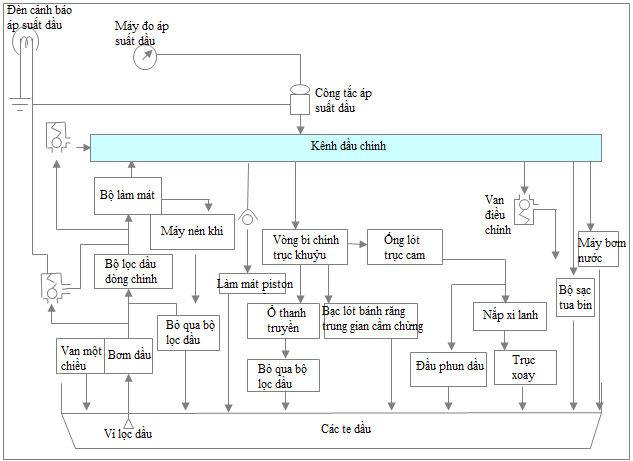 Đèn cảnh báo
áp suất dầu
Máy đo áp
suất dầu
Công tắc áp
suất dầu
Kênh dầu chính
Bộ làm mát
Máy nén khí
Van
điều
chỉnh
Vòng bi chính
trục khuỷu
Ống lót
trục cam
Máy bơm
nước
Bộ lọc dầu
dòng chính
Làm mát piston
Bộ sạc
tua bin
Ổ thanh
truyền
Bạc lót bánh răng
trung gian cầm chừng
Nắp xi lanh
Bỏ qua bộ
lọc dầu
Van một
chiều
Bơm dầu
Bỏ qua bộ
lọc dầu
Đầu phun dầu
Trục
xoay
Vỉ lọc dầu
Các te dầu